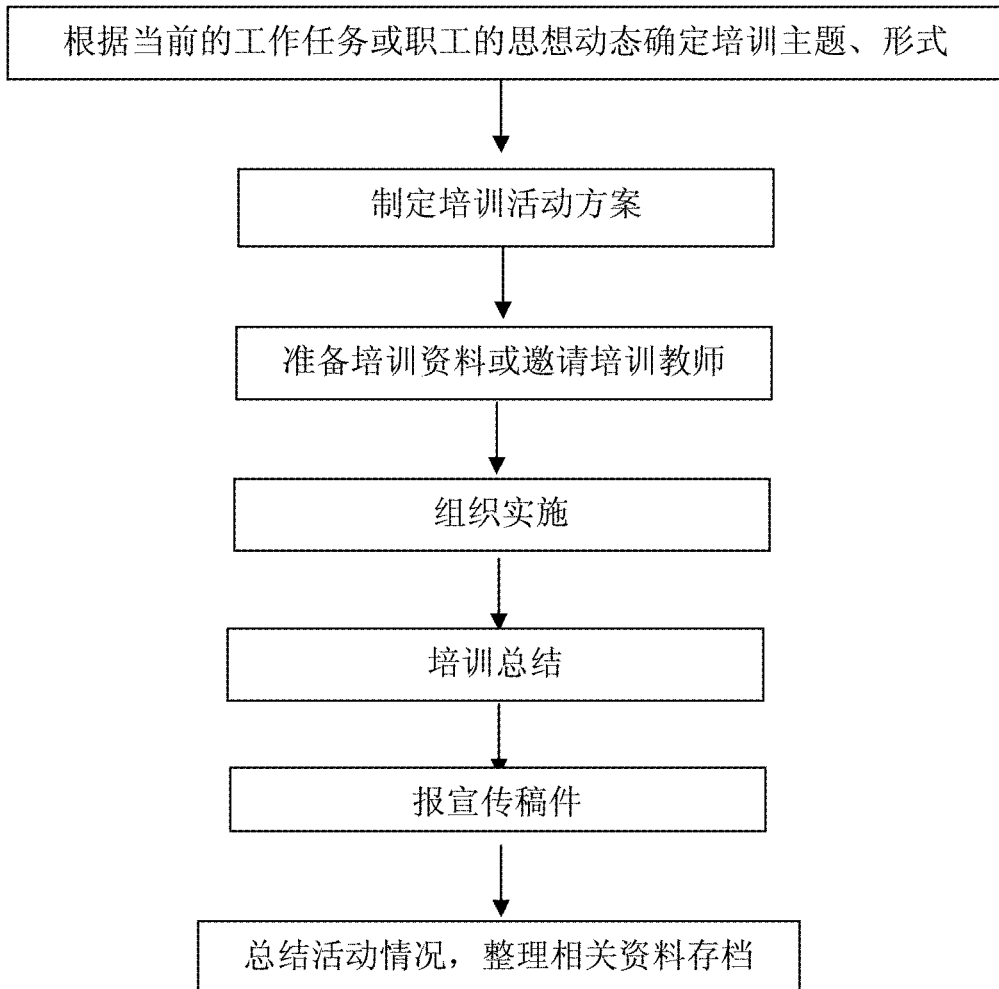 根据当前的工作任务或职工的思想动态确定培训主题、形式
制定培训活动方案
准备培训资料或邀请培训教师
组织实施
培训总结
报宣传稿件
总结活动情况，整理相关资料存档